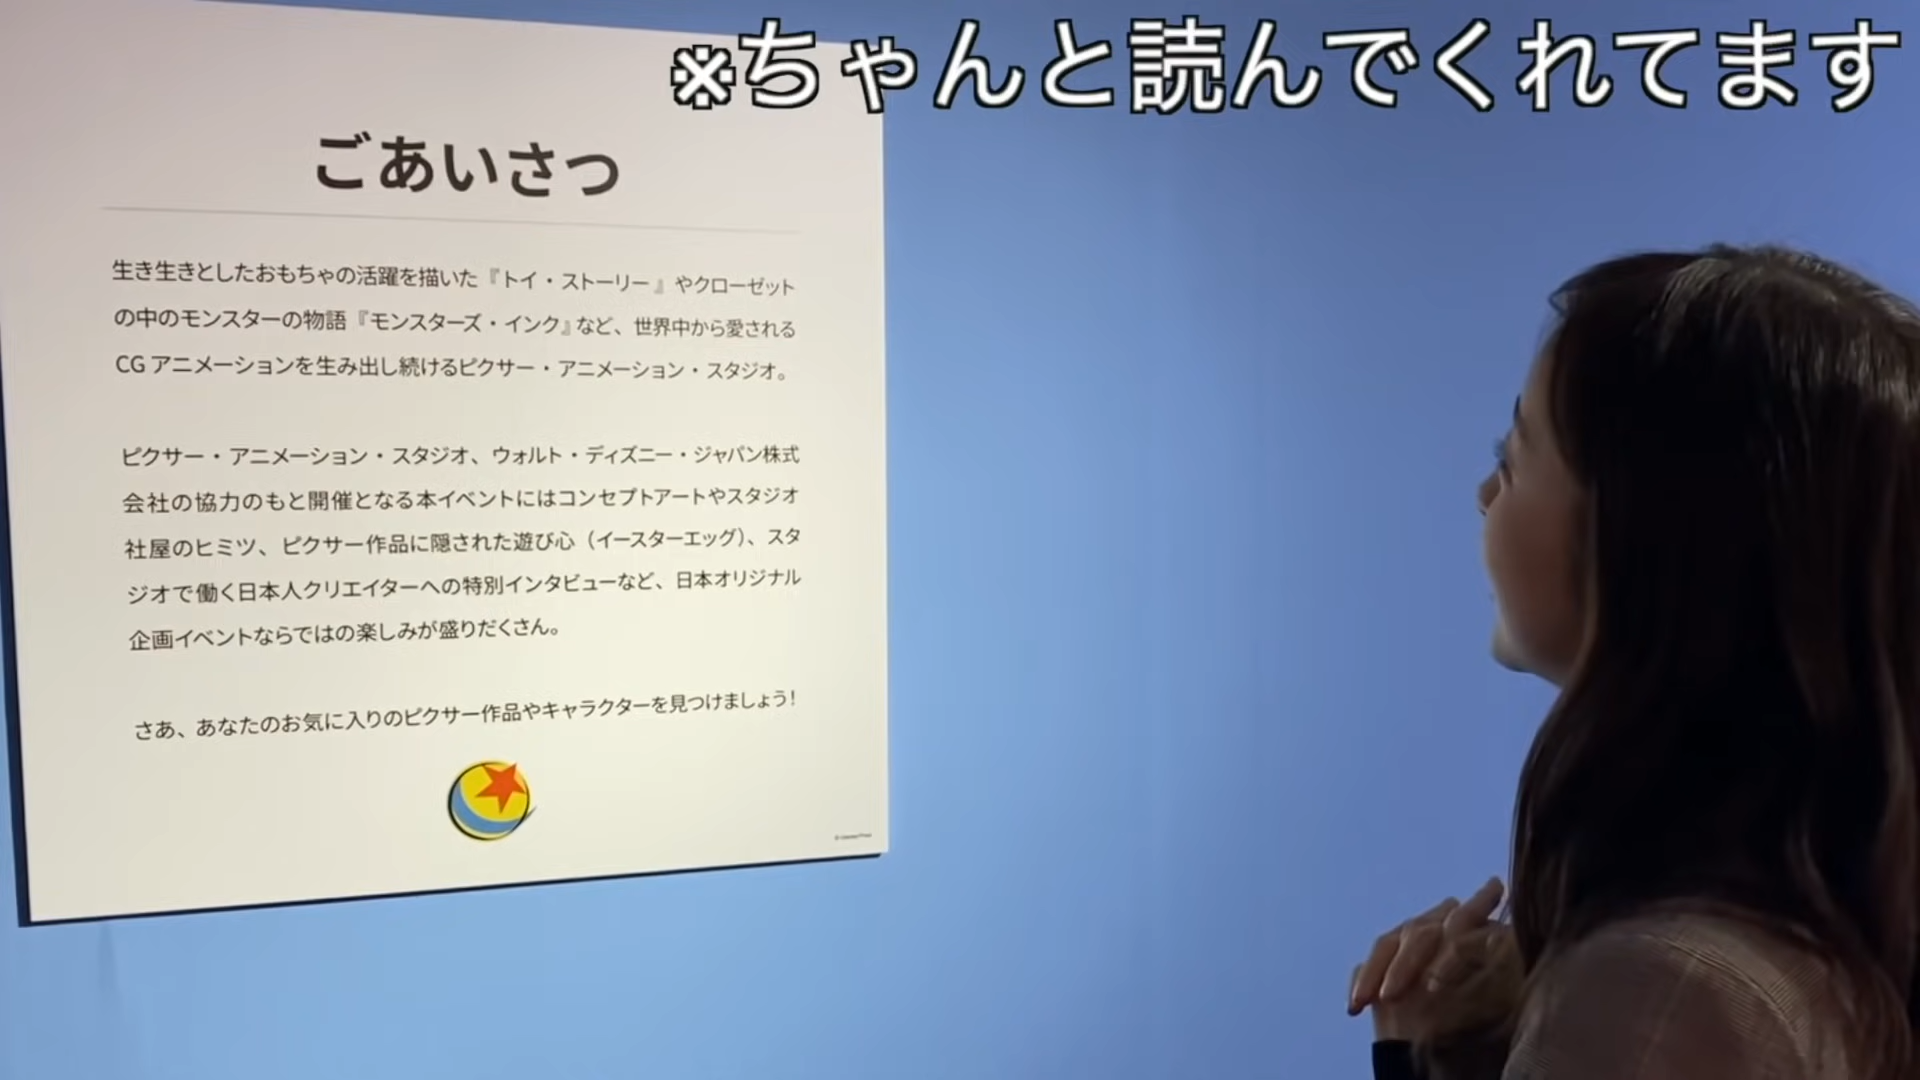 ※ちゃんと読んでくれてます
ごあいさつ
生き生きとしたおもちゃの活躍を描いた『トイ・ストーリー』やクローゼット
の中のモンスターの物語『モンスターズ・インク』など、世界中から愛される
CG アニメーションを生み出し続けるピクサー・アニメーション・スタジオ。
ピクサー・アニメーション・スタジオ、ウォルト・ディズニー・ジャパン株式
会社の協力のもと開催となる本イベントにはコンセプトアートやスタジオ
社屋のヒミツ、ピクサー作品に隠された遊び心（イースターエッグ）、スタ
ジオで働く日本人クリエイターへの特別インタビューなど、日本オリジナル
企画イベントならではの楽しみが盛りだくさん。
さあ、あなたのお気に入りのピクサー作品やキャラクターを見つけましょう！